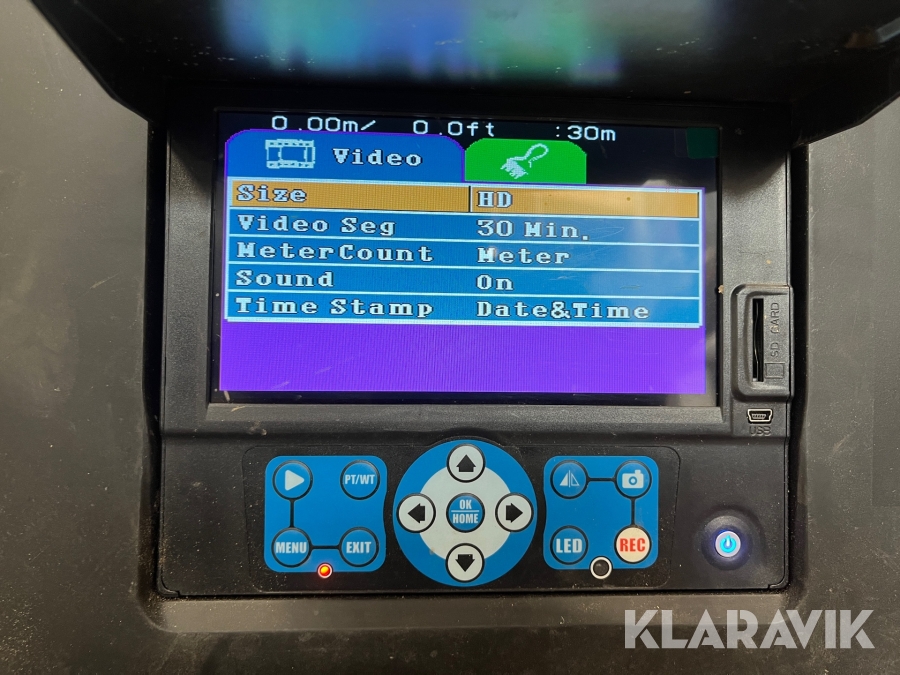 0.00m/ 0.0ft :30m
Video
Size HD
Video Seg 30 Min.
MeterCount Meter
Sound On
Time Stamp Date&Time
SD CARD
USB
PT/WT
OK
HOME
MENU EXIT
LED REC
KLARAVIK